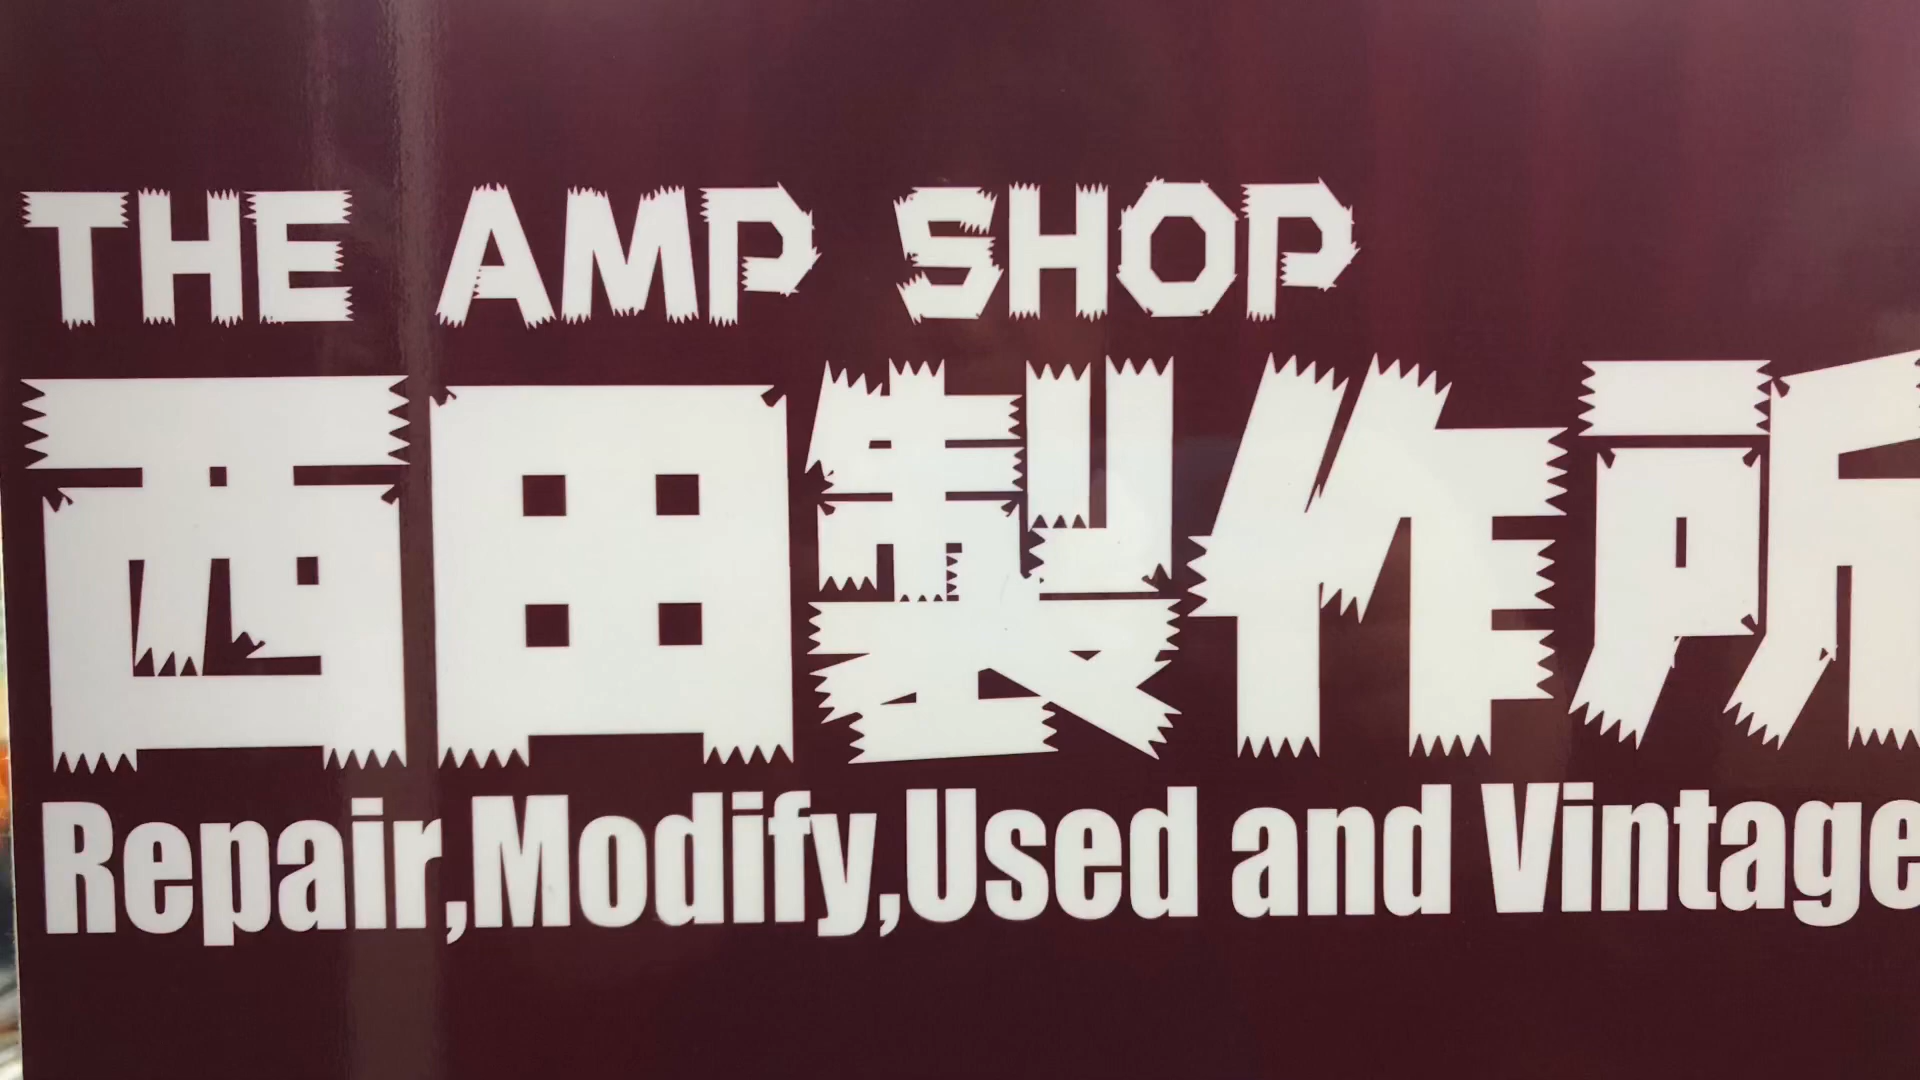 THE AMP SHOP
西田製作所
Repair,Modify,Used and Vintage